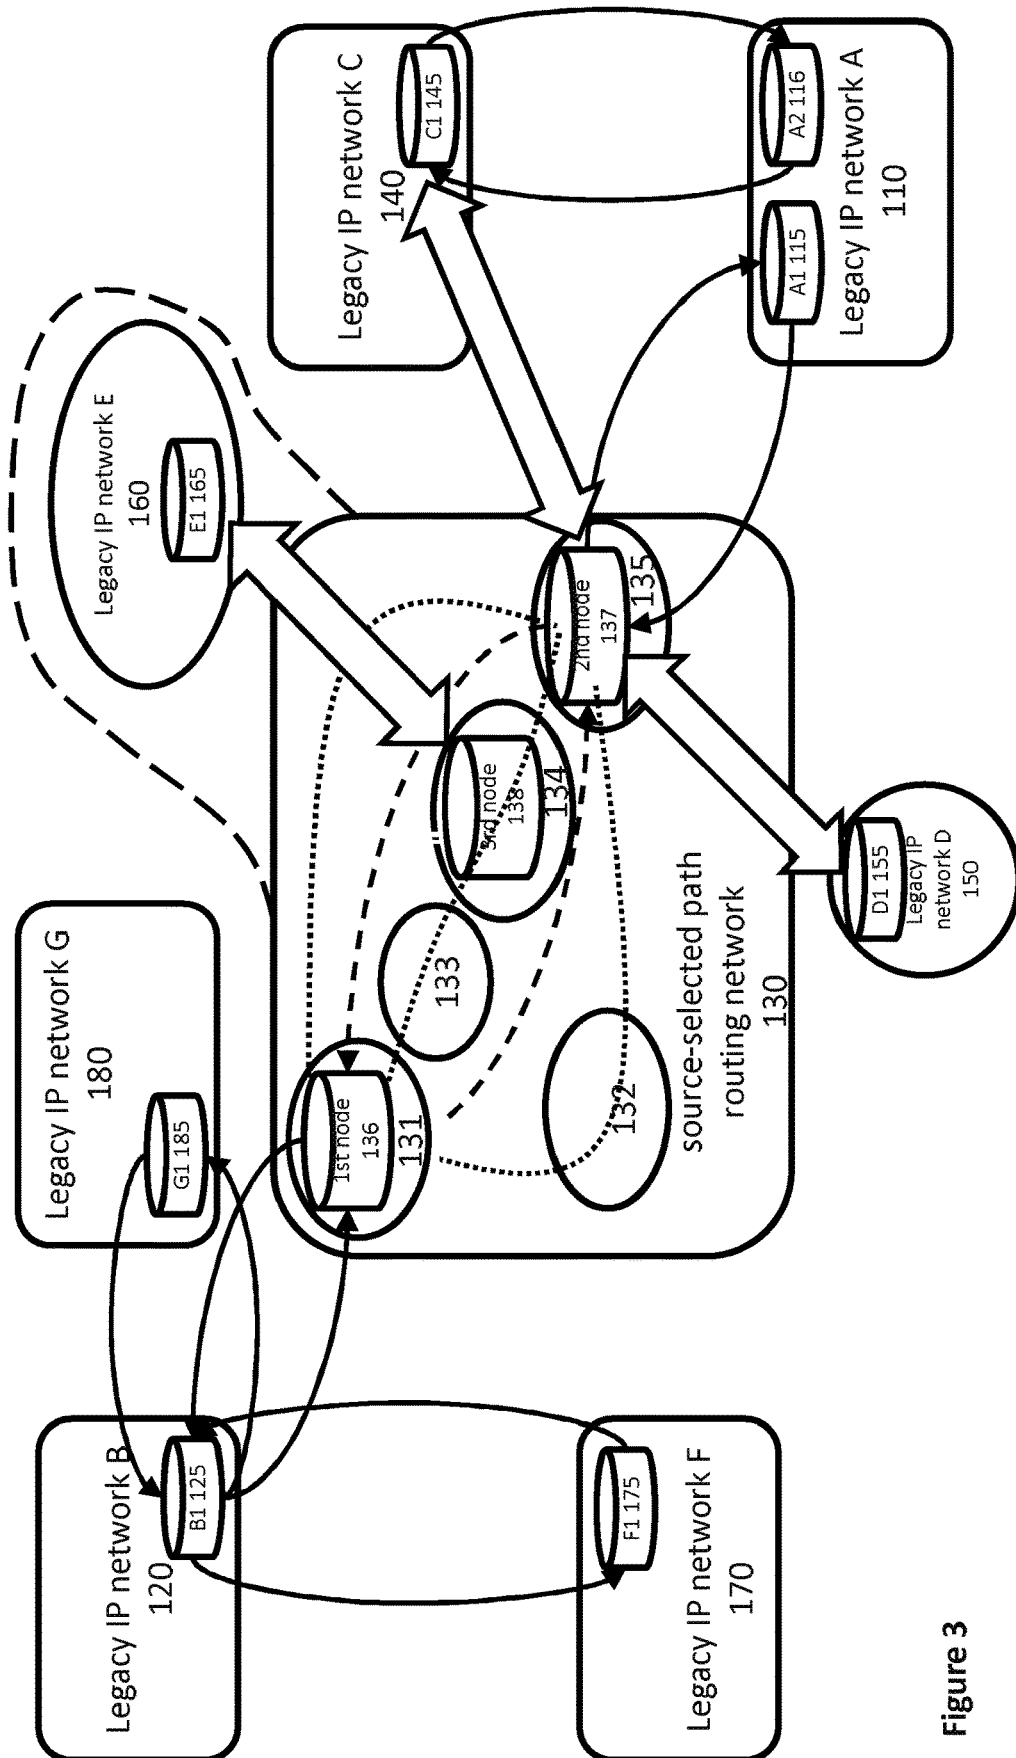 Legacy IP network B
120
B1 125
Legacy IP network G
180
G1 185
Legacy IP network E
160
E1 165
Legacy IP network C
140
C1 145
1st node
136
131
133
3rd node
138
134
132
2nd node
137
135
source-selected path
routing network
130
Legacy IP network F
170
F1 175
D1 155
Legacy IP
network D
150
A1 115
A2 116
Legacy IP network A
110
Figure 3